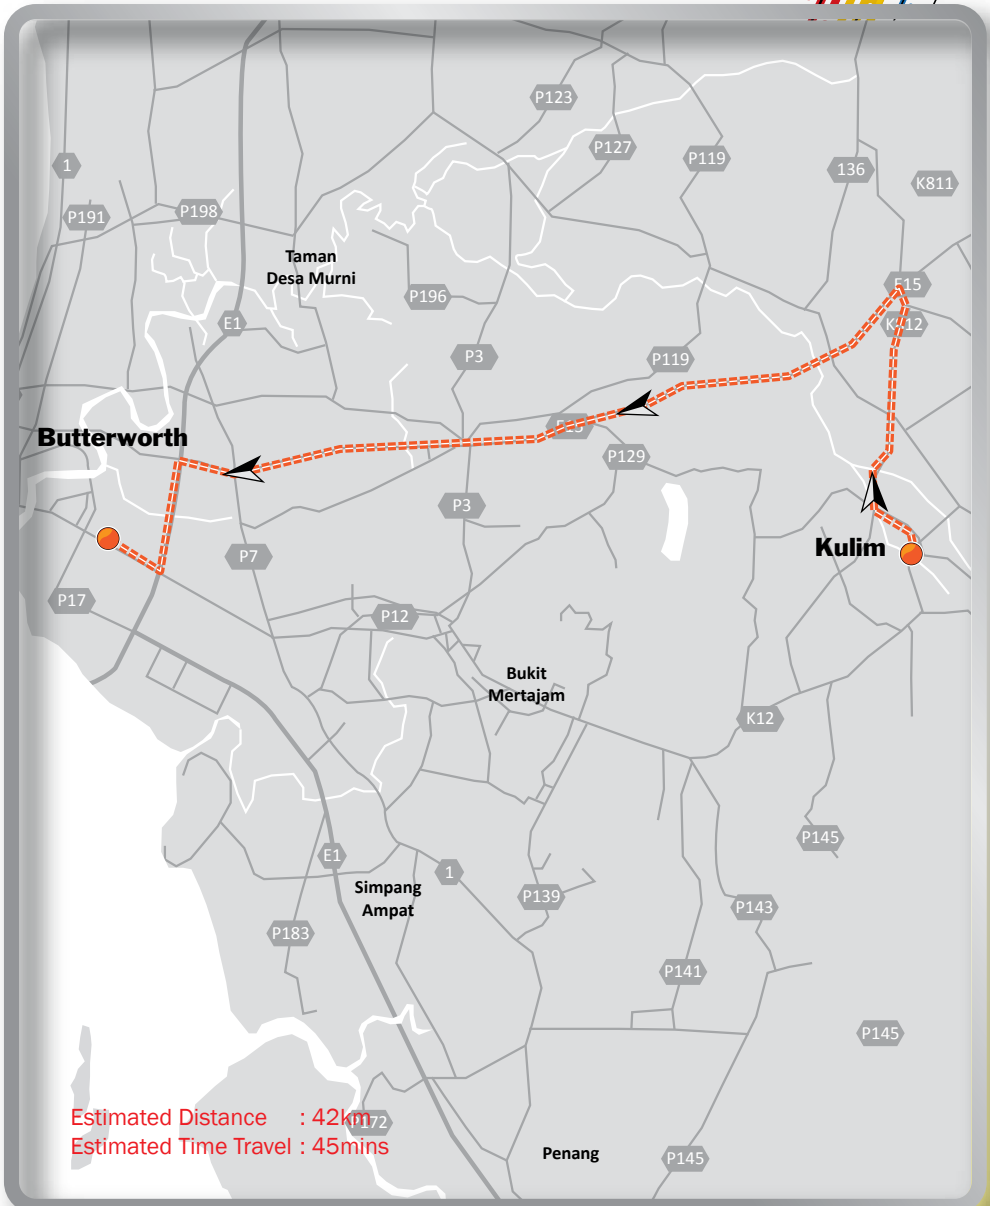 P123
P127
P119
1
136
K811
P191
P198
Taman
Desa Murni
E15
P196
E1
P3
P119
Butterworth
P129
P3
Kulim
P7
P17
P12
Bukit
Mertajam
K12
P145
E1
1
Simpang
Ampat
P139
P143
P183
P141
P145
Estimated Distance : 42km
Estimated Time Travel : 45mins
Penang
P145